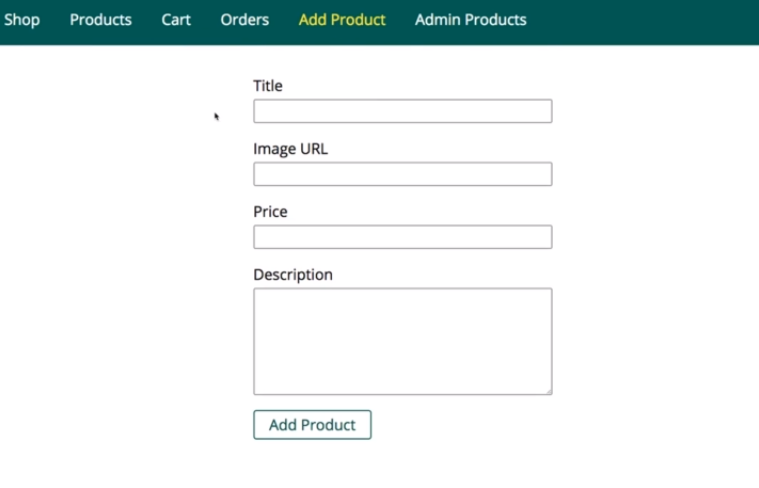 Shop Products Cart Orders Add Product Admin Products
Title
Image URL
Price
Description
Add Product